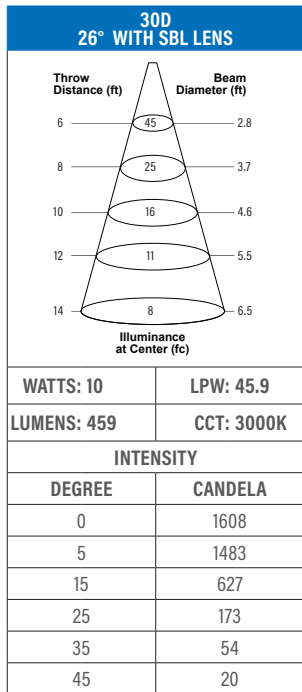 30D
26° WITH SBL LENS
Throw Beam
Distance (ft) Diameter (ft)
6 45 2.8
8 25 3.7
10 16 4.6
12 11 5.5
14 8 6.5
Illuminance
at Center (fc)
WATTS: 10 LPW: 45.9
LUMENS: 459 CCT: 3000K
INTENSITY
DEGREE CANDELA
0 1608
5 1483
15 627
25 173
35 54
45 20